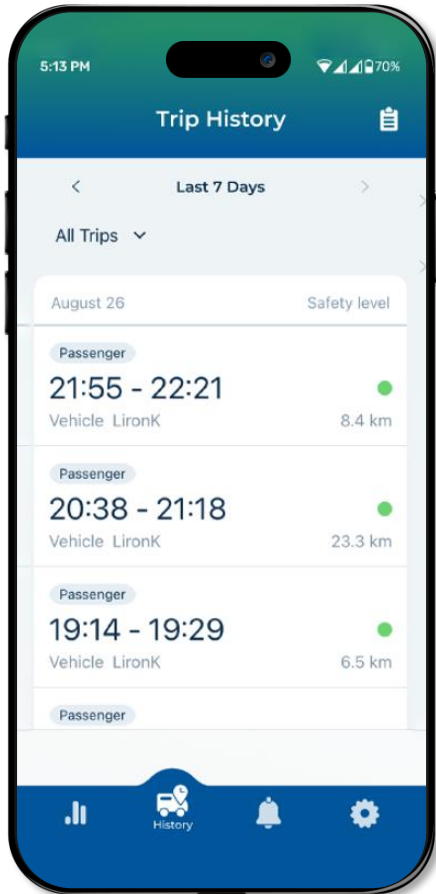 5:13 PM
70%
Trip History
Last 7 Days
All Trips
August 26 Safety level
Passenger
21:55 - 22:21
Vehicle LironK 8.4 km
Passenger
20:38 - 21:18
Vehicle LironK 23.3 km
Passenger
19:14 - 19:29
Vehicle LironK 6.5 km
Passenger
History